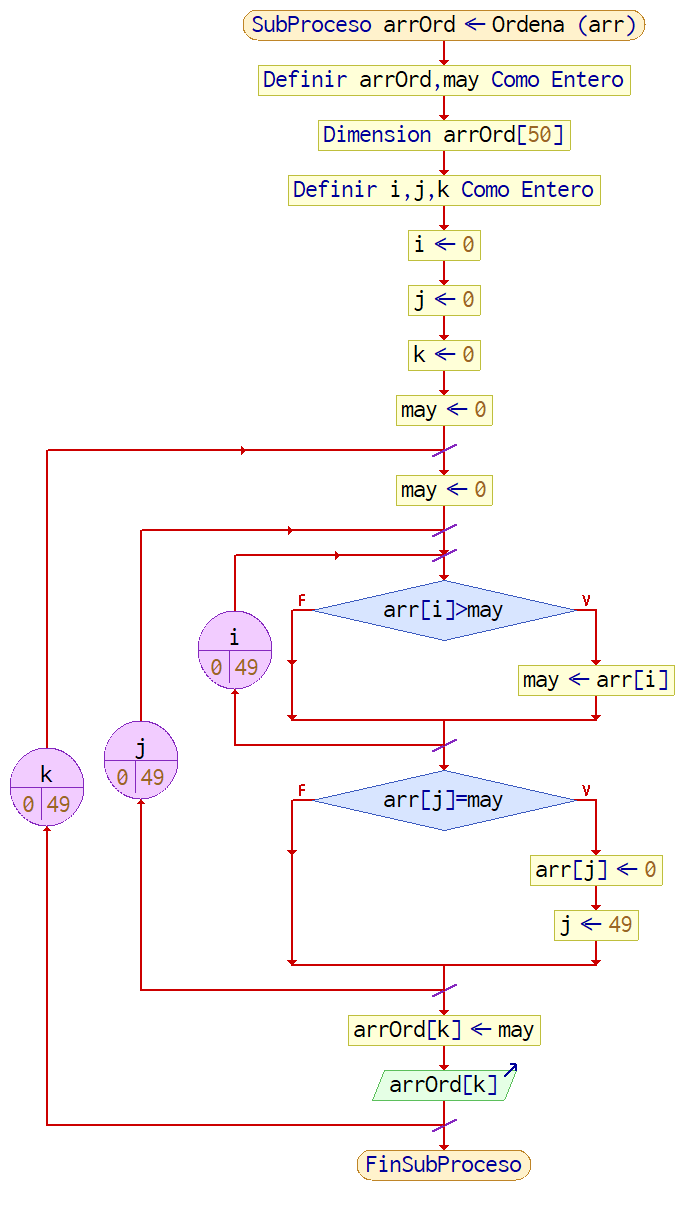 SubProceso arrOrd ← Ordena (arr)
Definir arrOrd,may Como Entero
Dimension arrOrd[50]
Definir i,j,k Como Entero
i ← 0
j ← 0
k ← 0
may ← 0
may ← 0
arr[i]>may
F
V
i
0 49
may ← arr[i]
j
0 49
k
0 49
arr[j]=may
F
V
arr[j] ← 0
j ← 49
arrOrd[k] ← may
arrOrd[k]
FinSubProceso